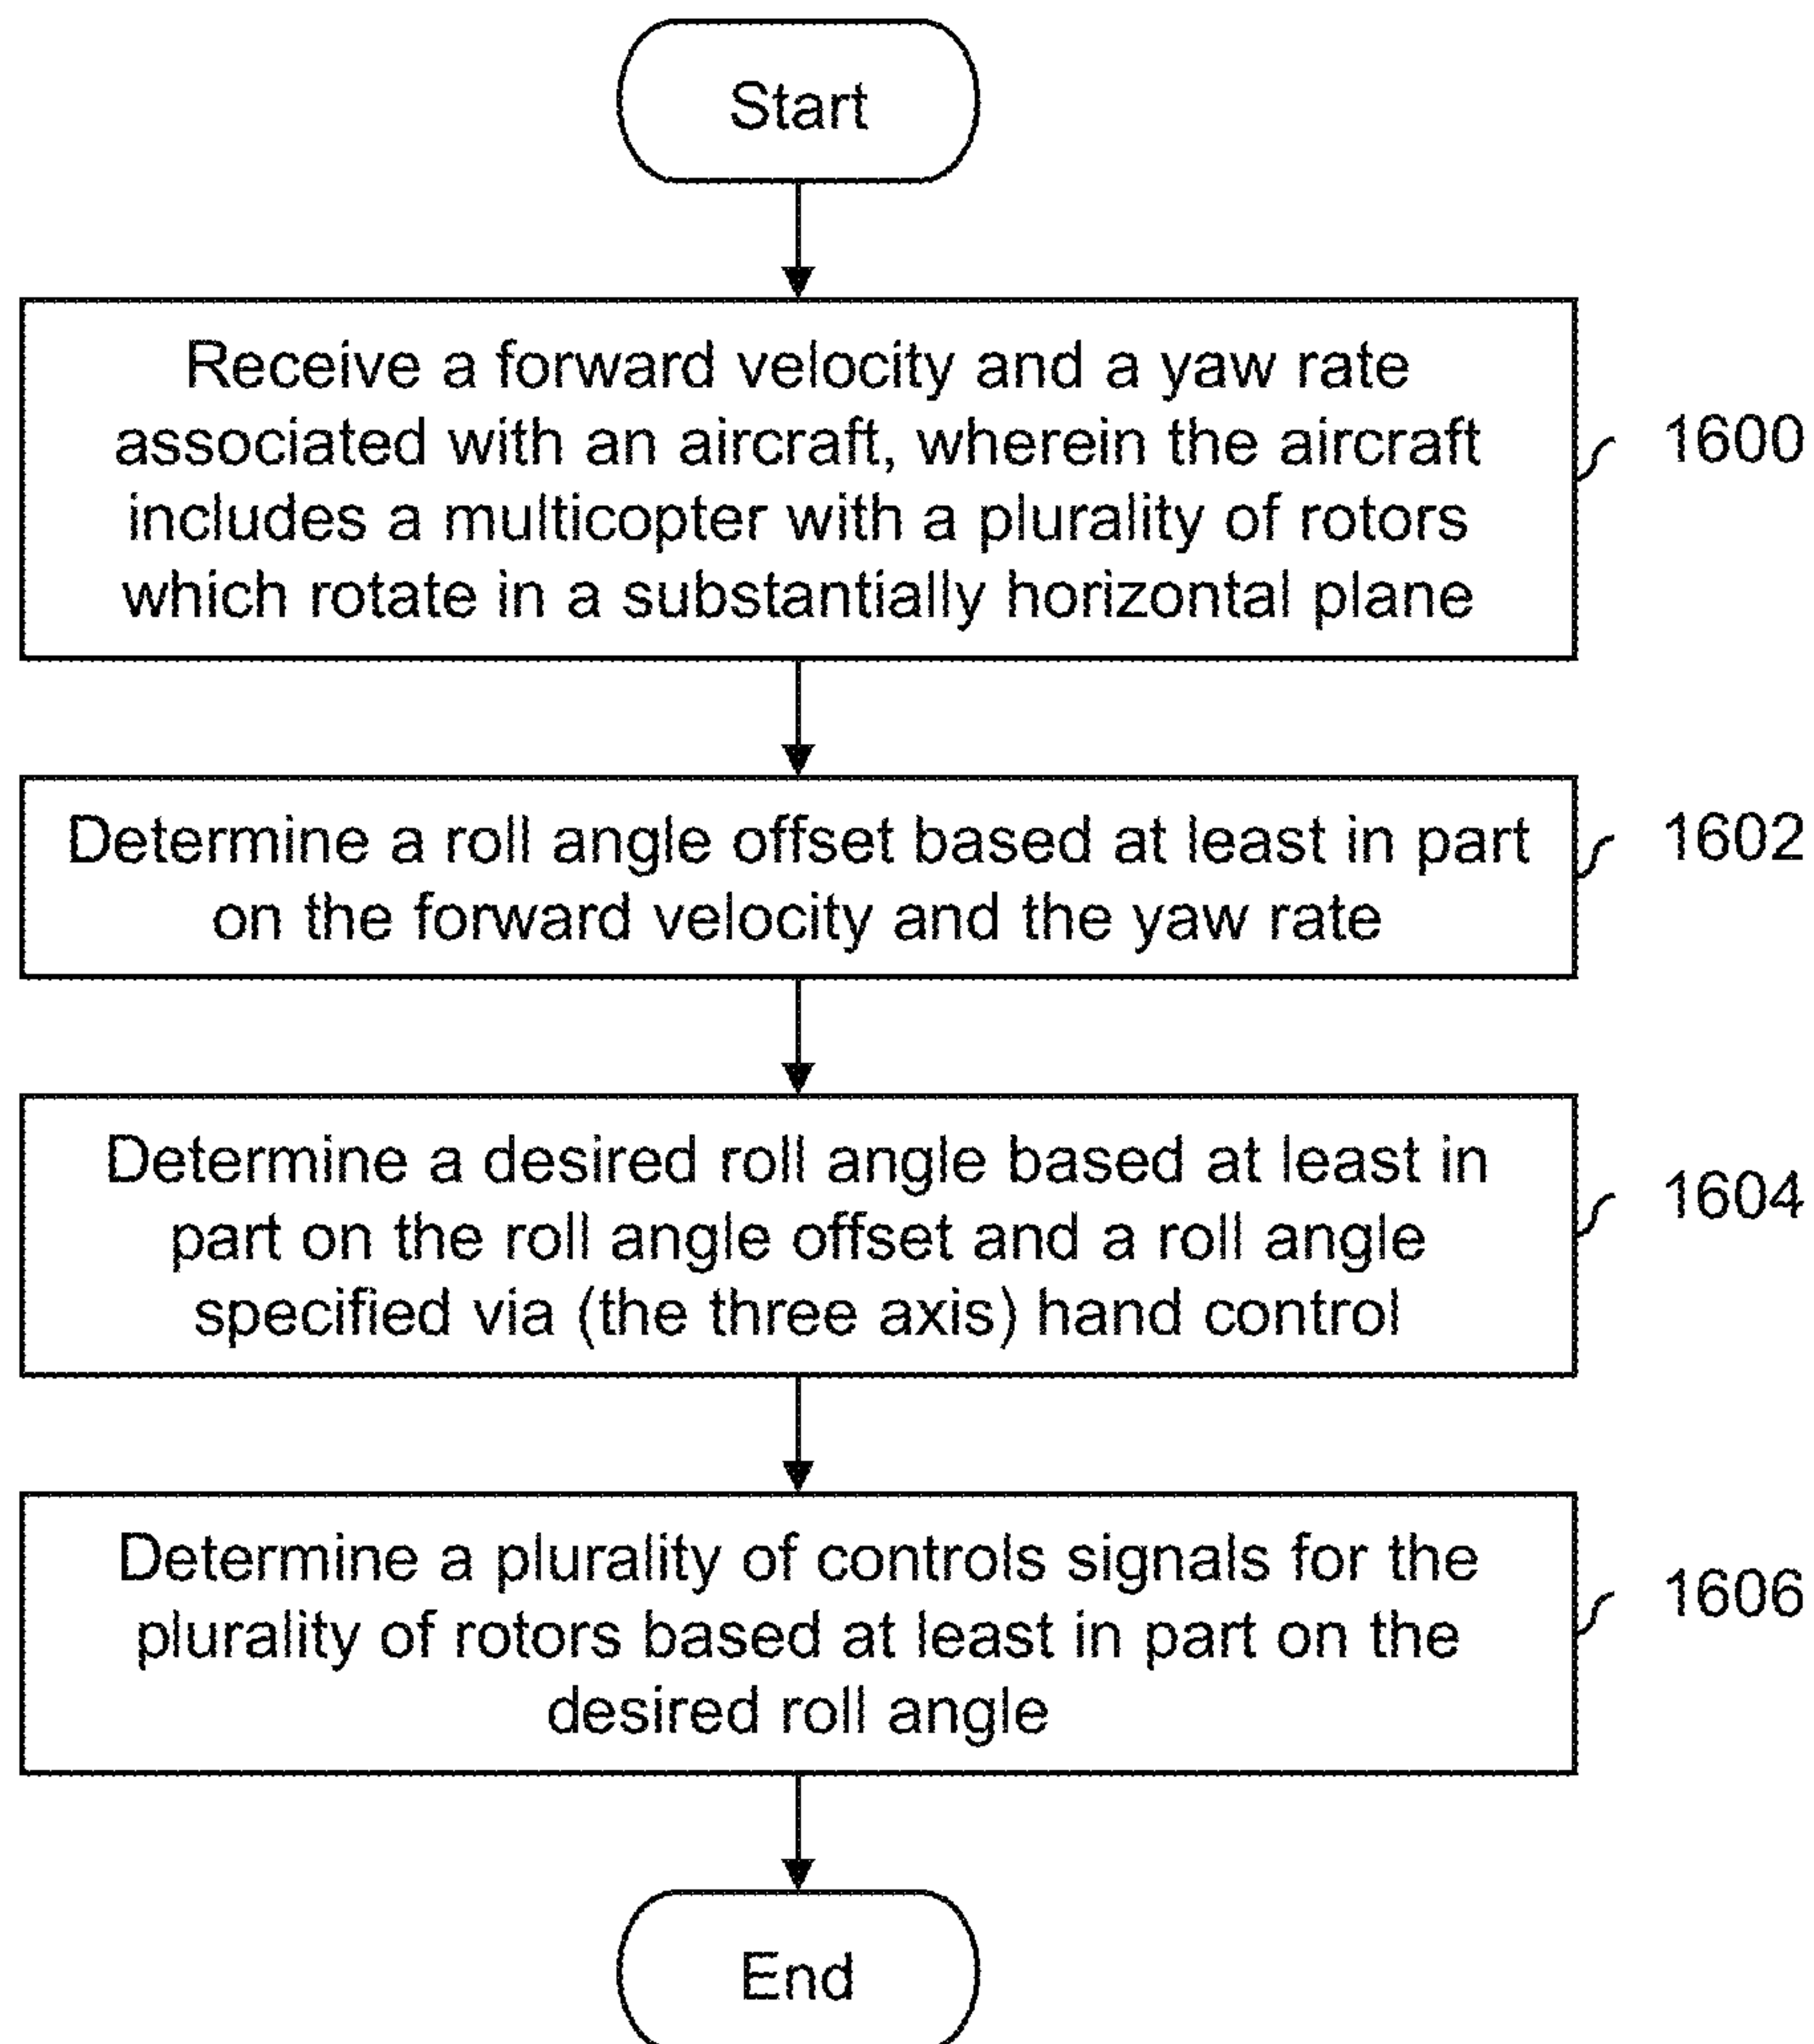 Start
Receive a forward velocity and a yaw rate
associated with an aircraft, wherein the aircraft
includes a multicopter with a plurality of rotors
which rotate in a substantially horizontal plane
1600
Determine a roll angle offset based at least in part
on the forward velocity and the yaw rate
1602
Determine a desired roll angle based at least in
part on the roll angle offset and a roll angle
specified via (the three axis) hand control
1604
Determine a plurality of controls signals for the
plurality of rotors based at least in part on the
desired roll angle
1606
End